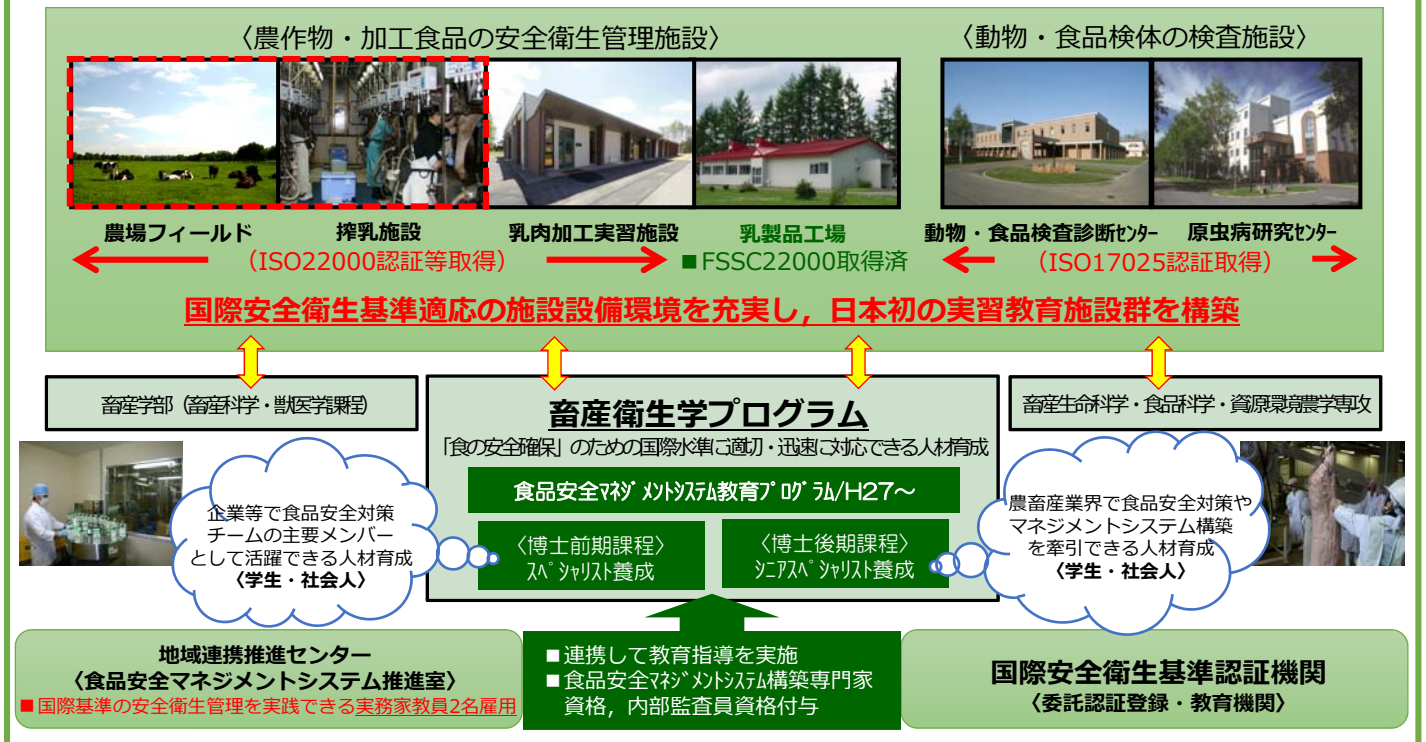 〈農作物・加工食品の安全衛生管理施設〉
〈動物・食品検体の検査施設〉
農場フィールド
搾乳施設
乳肉加工実習施設
乳製品工場
動物・食品検査診断ｾﾝﾀｰ
原虫病研究ｾﾝﾀｰ
（ISO22000認証等取得）
■FSSC22000取得済
（ISO17025認証取得）
国際安全衛生基準適応の施設設備環境を充実し，日本初の実習教育施設群を構築
畜産学部（畜産科学・獣医学課程）
畜産衛生学プログラム
「食の安全確保」のための国際水準に適切・迅速に対応できる人材育成
食品安全ﾏﾈｼﾞﾒﾝﾄｼｽﾃﾑ教育ﾌﾟﾛｸﾞﾗﾑ/H27～
〈博士前期課程〉
ｽﾍﾟｼｬﾘｽﾄ養成
〈博士後期課程〉
ｼﾆｱｽﾍﾟｼｬﾘｽﾄ養成
畜産生命科学・食品科学・資源環境農学専攻
企業等で食品安全対策
チームの主要メンバー
として活躍できる人材育成
〈学生・社会人〉
農畜産業界で食品安全対策や
マネジメントシステム構築
を牽引できる人材育成
〈学生・社会人〉
地域連携推進センター
〈食品安全マネジメントシステム推進室〉
■国際基準の安全衛生管理を実践できる実務家教員2名雇用
■連携して教育指導を実施
■食品安全ﾏﾈｼﾞﾒﾝﾄｼｽﾃﾑ構築専門家
資格，内部監査員資格付与
国際安全衛生基準認証機関
〈委託認証登録・教育機関〉